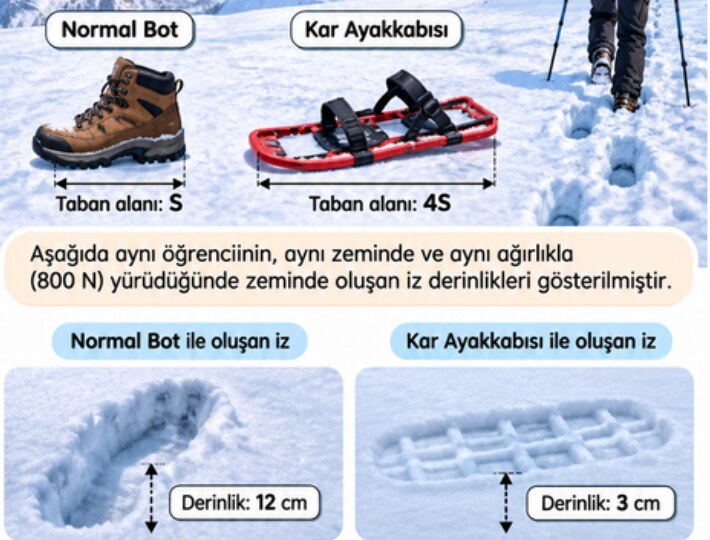 Normal Bot
Kar Ayakkabısı
Taban alanı: S
Taban alanı: 4S
Aşağıda aynı öğrenciinin, aynı zeminde ve aynı ağırlıkla
(800 N) yürüdüğünde zeminde oluşan iz derinlikleri gösterilmiştir.
Normal Bot ile oluşan iz
Kar Ayakkabısı ile oluşan iz
Derinlik: 12 cm
Derinlik: 3 cm